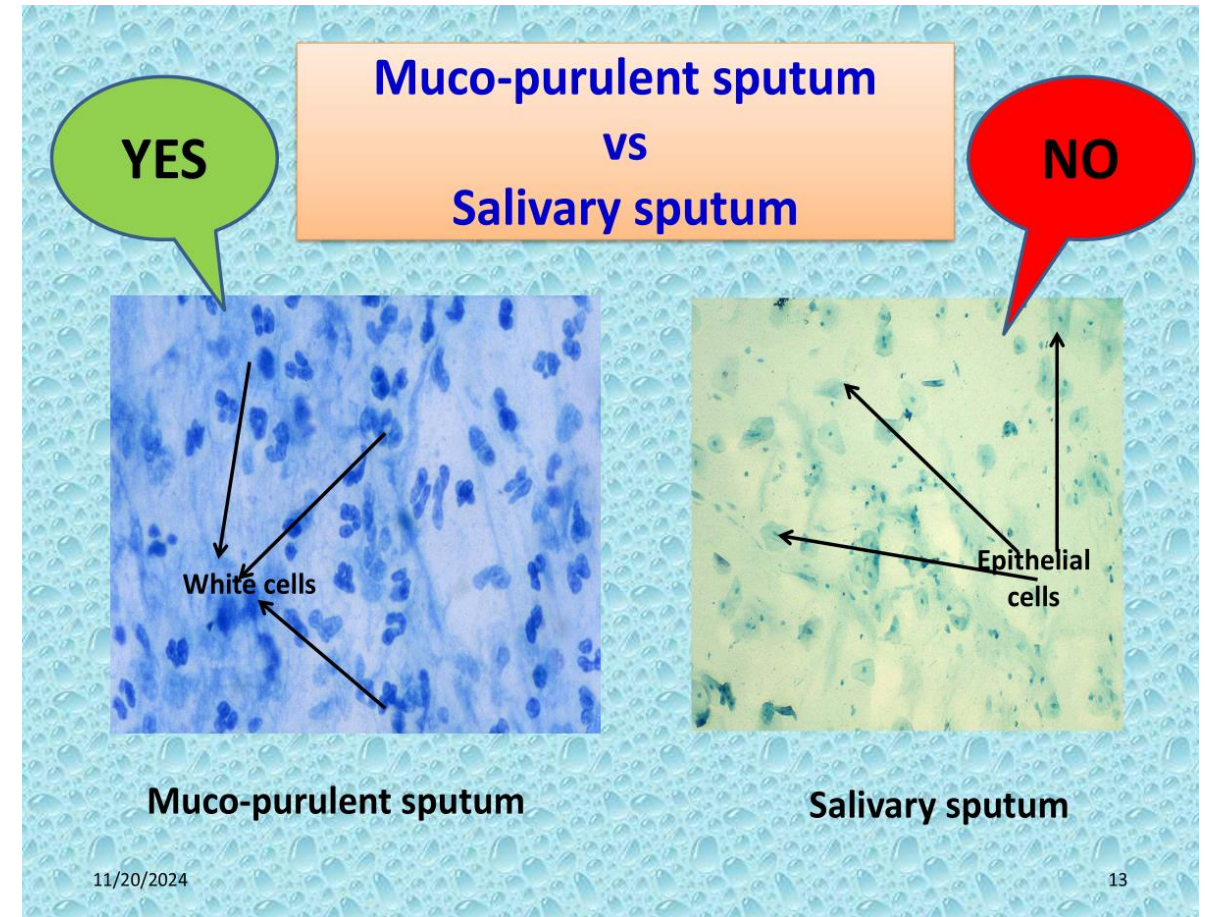 Muco-purulent sputum
vs
Salivary sputum
YES
NO
White cells
Epithelial
cells
Muco-purulent sputum
Salivary sputum
11/20/2024
13